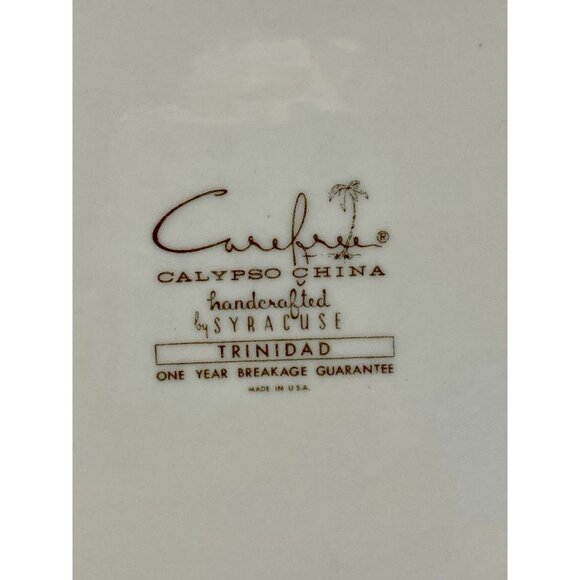 Carefree®
CALYPSO CHINA
handcrafted
by SYRACUSE
TRINIDAD
ONE YEAR BREAKAGE GUARANTEE
MADE IN U.S.A.